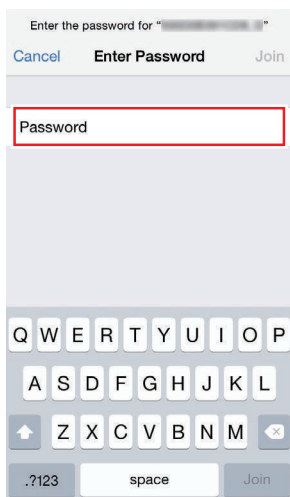 Enter the password for “ ”
Cancel Enter Password Join
Password
Q W E R T Y U I O P
A S D F G H J K L
Z X C V B N M
.?123 space Join